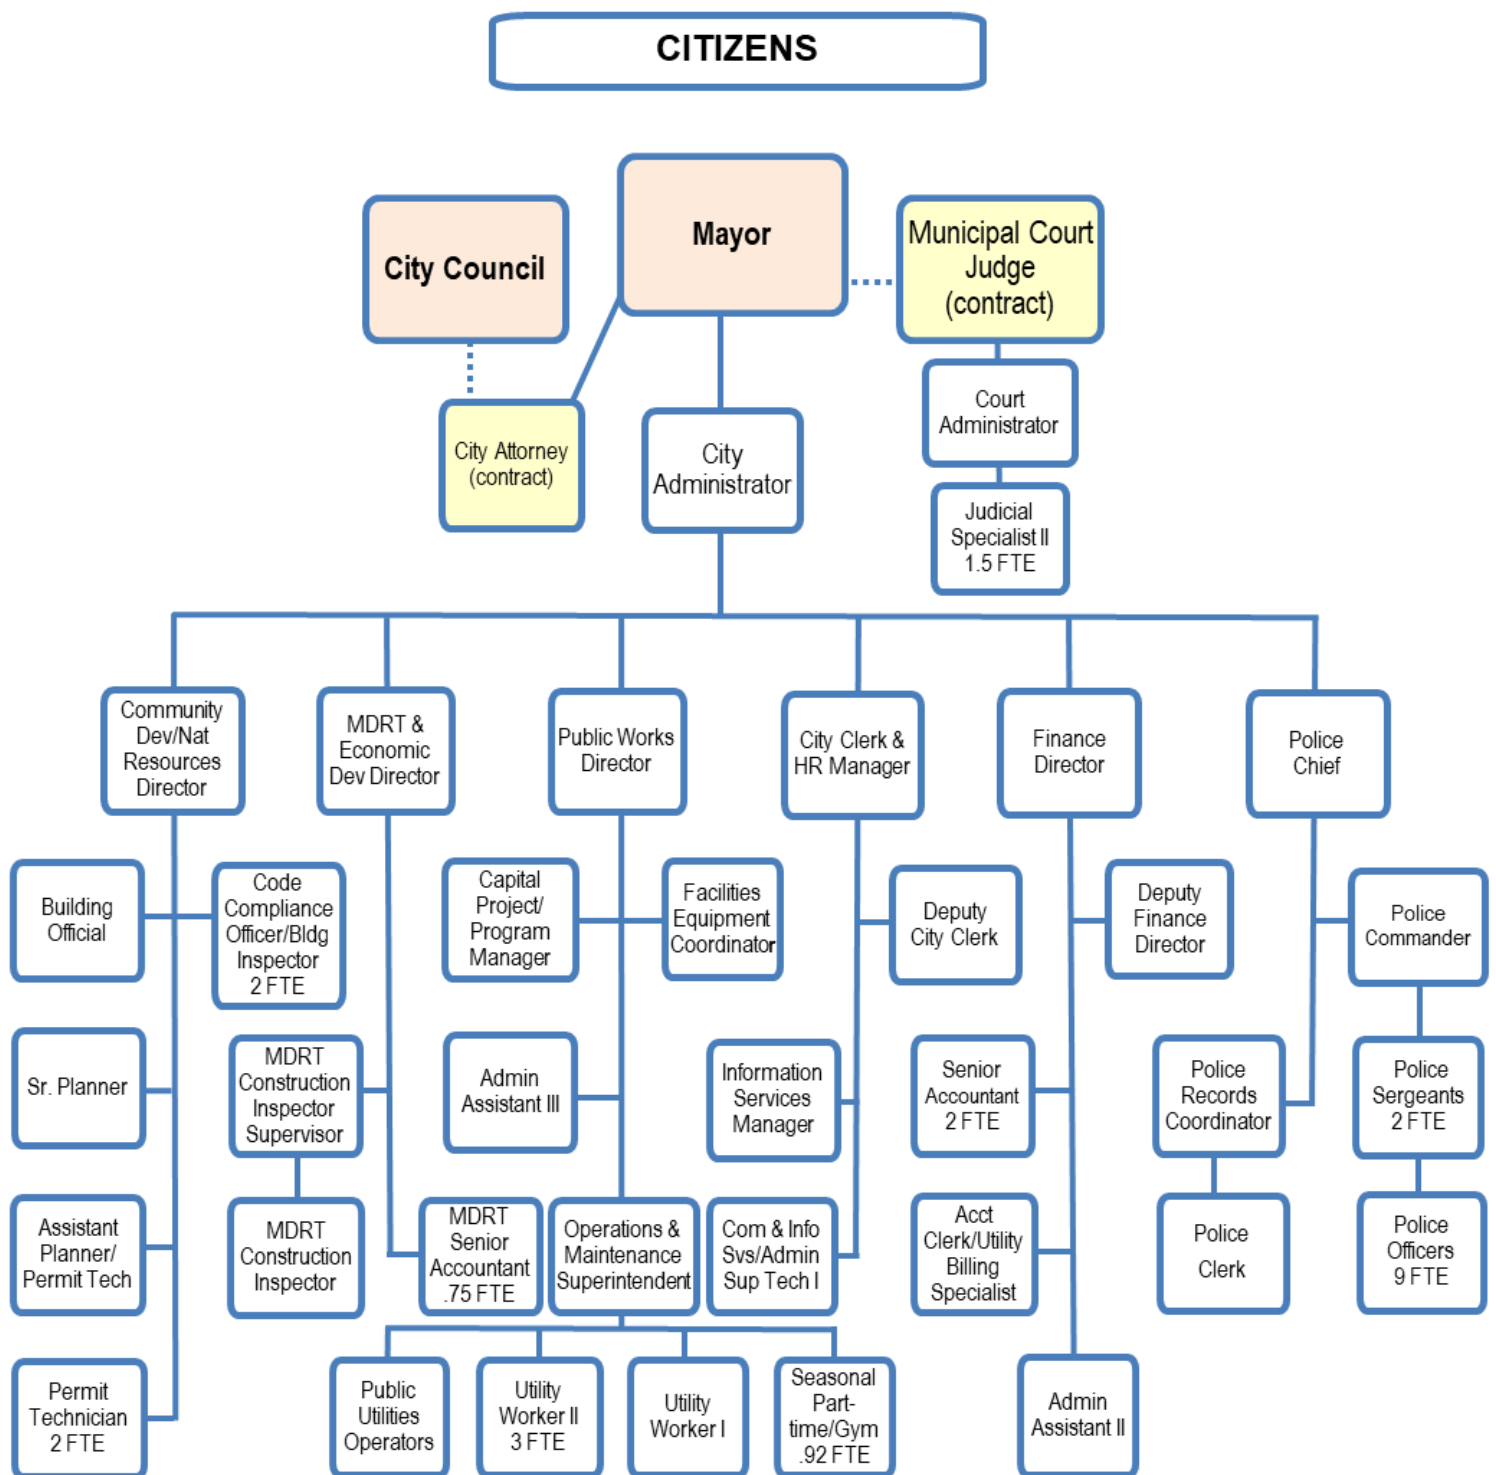 CITIZENS
City Council
Mayor
Municipal Court
Judge
(contract)
City Attorney
(contract)
City
Administrator
Court
Administrator
Judicial
Specialist II
1.5 FTE
Community
Dev/Nat
Resources
Director
MDRT &
Economic
Dev Director
Public Works
Director
City Clerk &
HR Manager
Finance
Director
Police
Chief
Building
Official
Code
Compliance
Officer/Bldg
Inspector
2 FTE
Capital
Project/
Program
Manager
Facilities
Equipment
Coordinator
Deputy
City Clerk
Deputy
Finance
Director
Police
Commander
Sr. Planner
MDRT
Construction
Inspector
Supervisor
Admin
Assistant III
Information
Services
Manager
Senior
Accountant
2 FTE
Police
Records
Coordinator
Police
Sergeants
2 FTE
Assistant
Planner/
Permit Tech
MDRT
Construction
Inspector
MDRT
Senior
Accountant
.75 FTE
Operations &
Maintenance
Superintendent
Com & Info
Svs/Admin
Sup Tech I
Acct
Clerk/Utility
Billing
Specialist
Police
Clerk
Police
Officers
9 FTE
Permit
Technician
2 FTE
Public
Utilities
Operators
Utility
Worker II
3 FTE
Utility
Worker I
Seasonal
Part-
time/Gym
.92 FTE
Admin
Assistant II